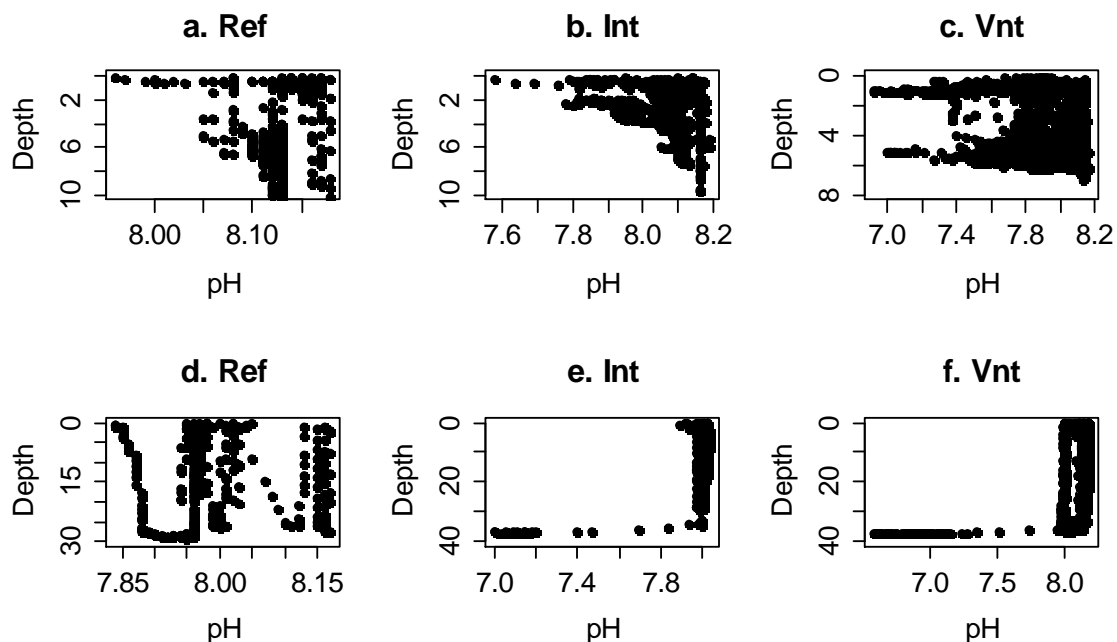 a. Ref
b. Int
c. Vnt
Depth
2
6
10
8.00
8.10
pH
Depth
2
6
10
7.6
7.8
8.0
8.2
pH
Depth
0
4
8
7.0
7.4
7.8
8.2
pH
d. Ref
e. Int
f. Vnt
Depth
0
15
30
7.85
8.00
8.15
pH
Depth
0
20
40
7.0
7.4
7.8
pH
Depth
0
20
40
7.0
7.5
8.0
pH